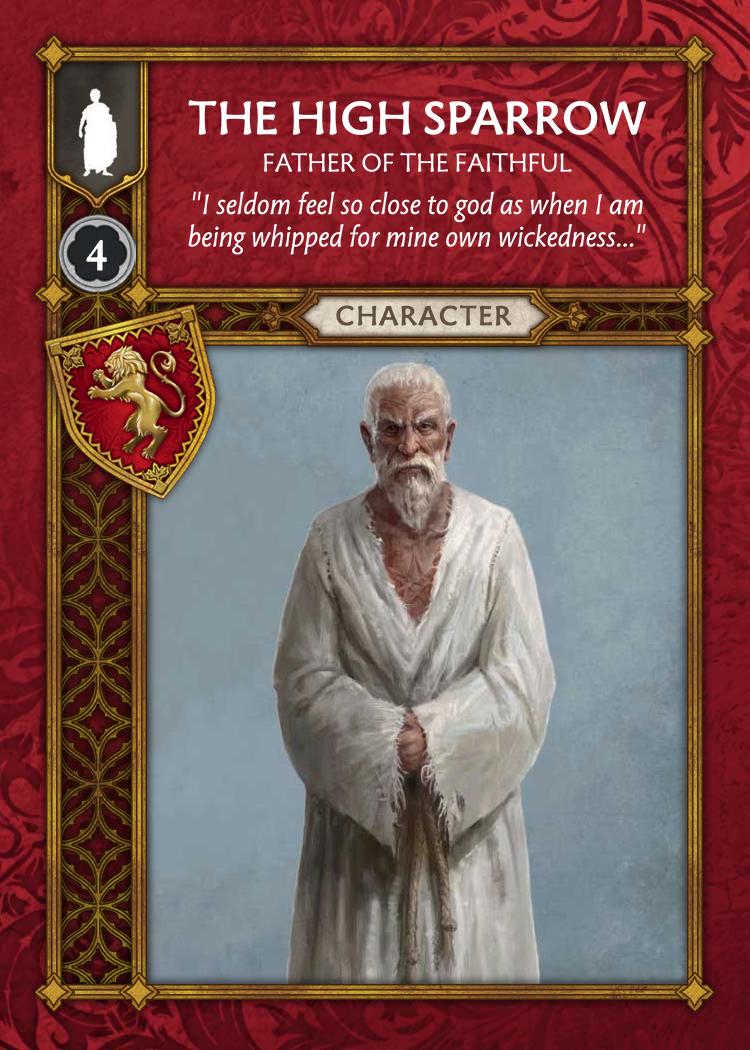 THE HIGH SPARROW
FATHER OF THE FAITHFUL
"I seldom feel so close to god as when I am
being whipped for mine own wickedness..."
4
CHARACTER